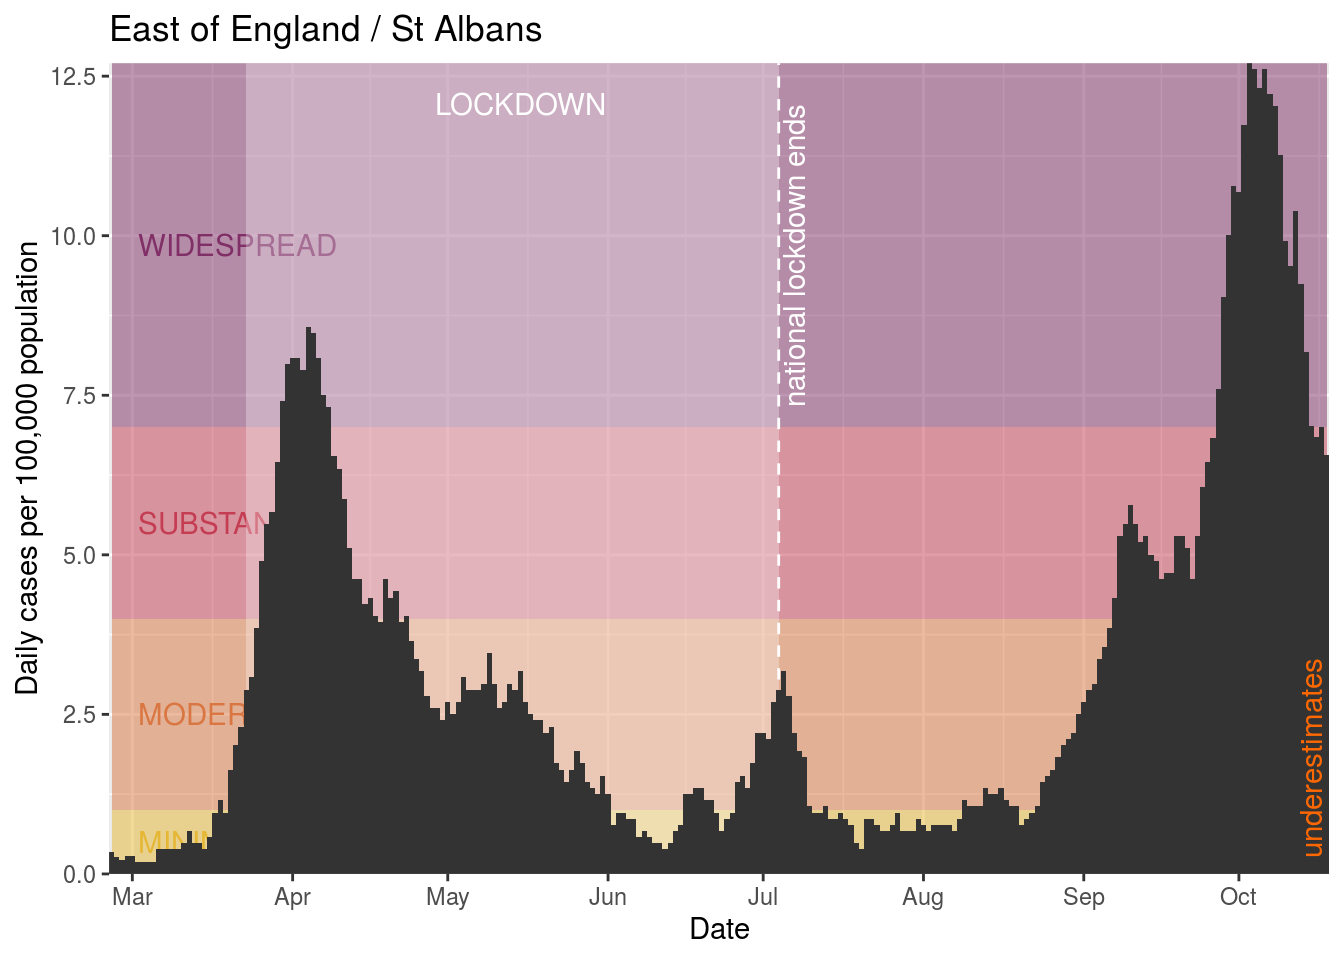 East of England / St Albans
12.5
10.0
7.5
5.0
2.5
0.0
Daily cases per 100,000 population
LOCKDOWN
national lockdown ends
WIDESPREAD
SUBSTAN
MODER
MINI
underestimates
Mar Apr May Jun Jul Aug Sep Oct
Date